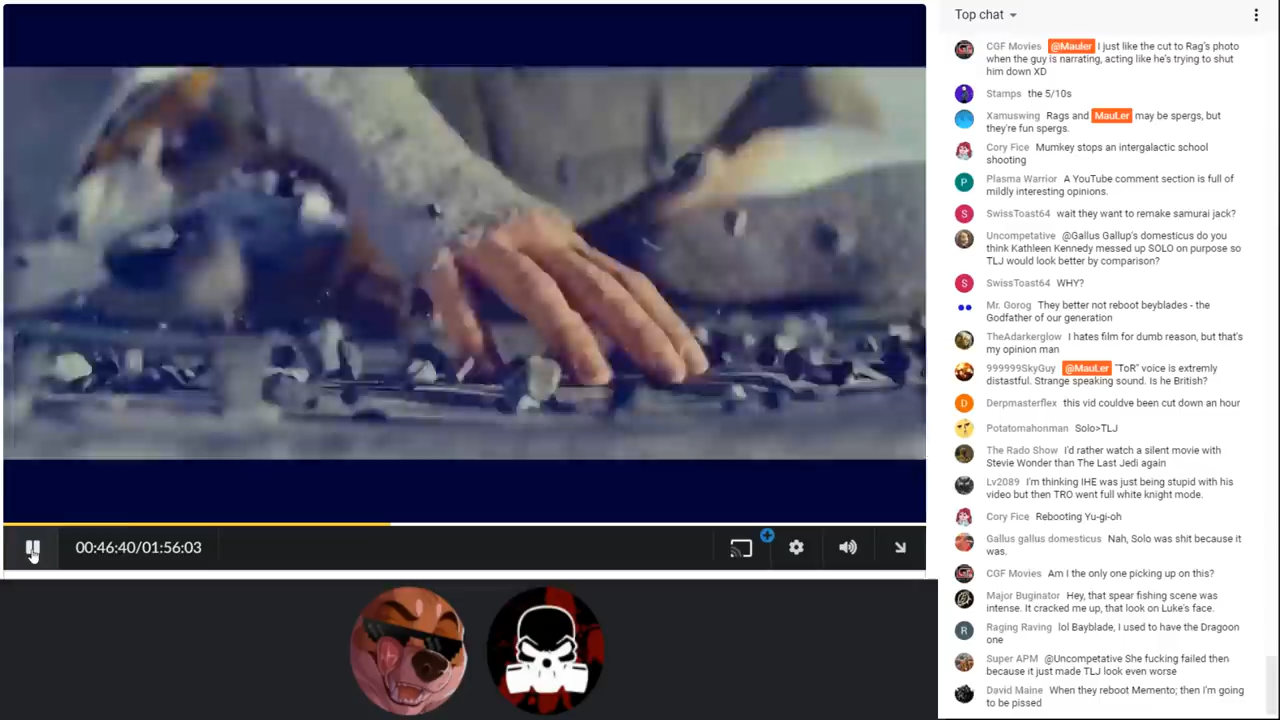 Top chat
CGF Movies @Mauler I just like the cut to Rag's photo
when the guy is narrating, acting like he's trying to shut
him down XD
Stamps the 5/10s
Xamuswing Rags and MauLer may be spergs, but
they're fun spergs.
Cory Fice Mumkey stops an intergalactic school
shooting
P
Plasma Warrior A YouTube comment section is full of
mildly interesting opinions.
S
SwissToast64 wait they want to remake samurai jack?
Uncompetative @Gallus Gallup's domesticus do you
think Kathleen Kennedy messed up SOLO on purpose so
TLJ would look better by comparison?
S
SwissToast64 WHY?
Mr. Gorog They better not reboot beyblades - the
Godfather of our generation
TheAdarkerglow I hates film for dumb reason, but that's
my opinion man
999999SkyGuy @MauLer "ToR" voice is extremly
distastful. Strange speaking sound. Is he British?
D
Derpmasterflex this vid couldve been cut down an hour
Potatomahonman Solo>TLJ
The Rado Show I'd rather watch a silent movie with
Stevie Wonder than The Last Jedi again
Lv2089 I'm thinking IHE was just being stupid with his
video but then TRO went full white knight mode.
Cory Fice Rebooting Yu-gi-oh
Gallus gallus domesticus Nah, Solo was shit because it
was.
CGF Movies Am I the only one picking up on this?
Major Buginator Hey, that spear fishing scene was
intense. It cracked me up, that look on Luke's face.
R
Raging Raving lol Bayblade, I used to have the Dragoon
one
Super APM @Uncompetative She fucking failed then
because it just made TLJ look even worse
David Maine When they reboot Memento; then I'm going
to be pissed
00:46:40/01:56:03